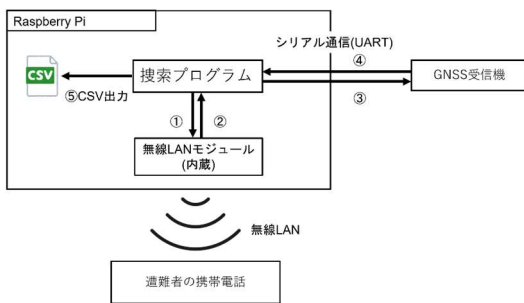 Raspberry Pi
シリアル通信(UART)
CSV
捜索プログラム
④
GNSS受信機
③
⑤CSV出力
①
②
無線LANモジュール
(内蔵)
無線LAN
遭難者の携帯電話